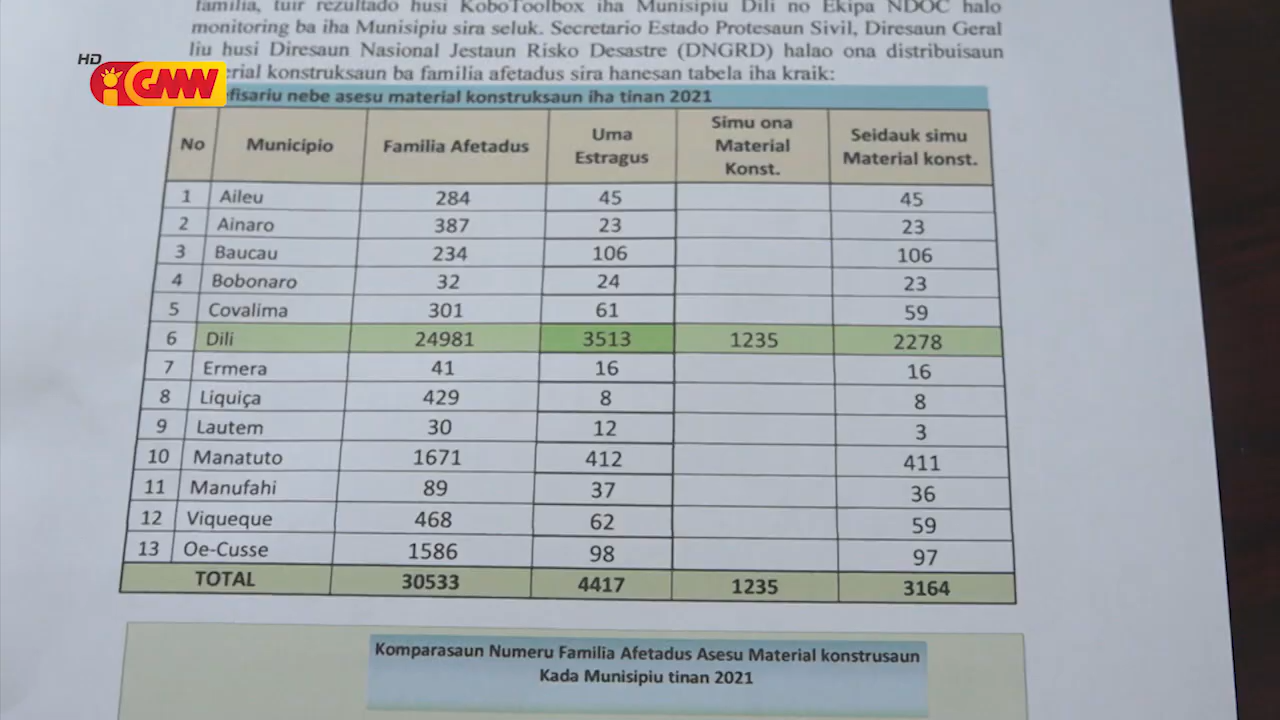 familia, tuir rezultado husi KoboToolbox iha Munisipiu Dili no Ekipa NDOC halo
monitoring ba iha Munisipiu sira seluk. Secretario Estado Protesaun Sivil, Diresaun Geral
liu husi Diresaun Nasional Jestaun Risko Desastre (DNGRD) halao ona distribuisaun
konstruksaun ba familia afetadus sira hanesan tabela iha kraik:
HD
GMN
nebe asesu material konstruksaun iha tinan 2021
No Município Familia Afetadus Uma Estragus Simu ona Material Konst. Seidauk simu Material konst.
1 Aileu 284 45 45
2 Ainaro 387 23 23
3 Baucau 234 106 106
4 Bobonaro 32 24 23
5 Covalima 301 61 59
6 Dili 24981 3513 1235 2278
7 Ermera 41 16 16
8 Liquiça 429 8 8
9 Lautem 30 12 3
10 Manatuto 1671 412 411
11 Manufahi 89 37 36
12 Viqueque 468 62 59
13 Oe-Cusse 1586 98 97
TOTAL 30533 4417 1235 3164
Komparasaun Numeru Familia Afetadus Asesu Material konstrusaun
Kada Munisipiu tinan 2021